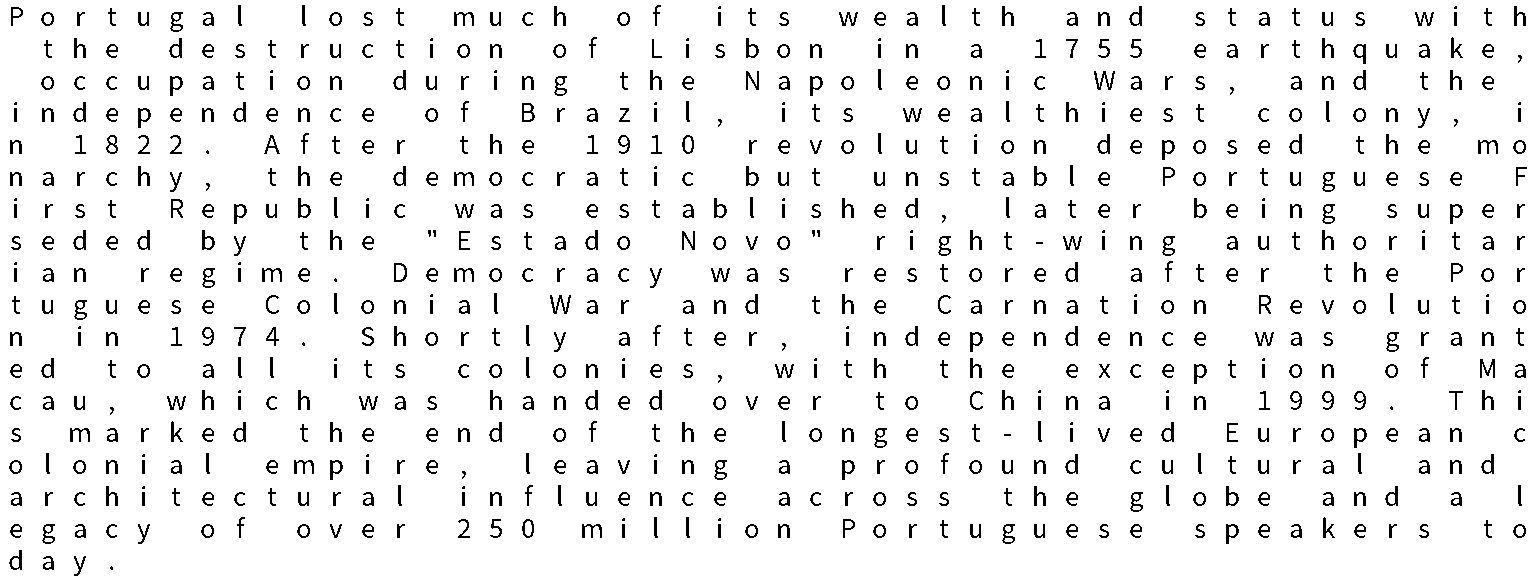 Portugal lost much of its wealth and status with
the destruction of Lisbon in a 1755 earthquake,
occupation during the Napoleonic Wars, and the
independence of Brazil, its wealthiest colony, i
n 1822. After the 1910 revolution deposed the mo
narchy, the democratic but unstable Portuguese F
irst Republic was established, later being super
seded by the "Estado Novo" right-wing authoritar
ian regime. Democracy was restored after the Por
tuguese Colonial War and the Carnation Revolutio
n in 1974. Shortly after, independence was grant
ed to all its colonies, with the exception of Ma
cau, which was handed over to China in 1999. Thi
s marked the end of the longest-lived European c
olonial empire, leaving a profound cultural and
architectural influence across the globe and a l
egacy of over 250 million Portuguese speakers to
day.